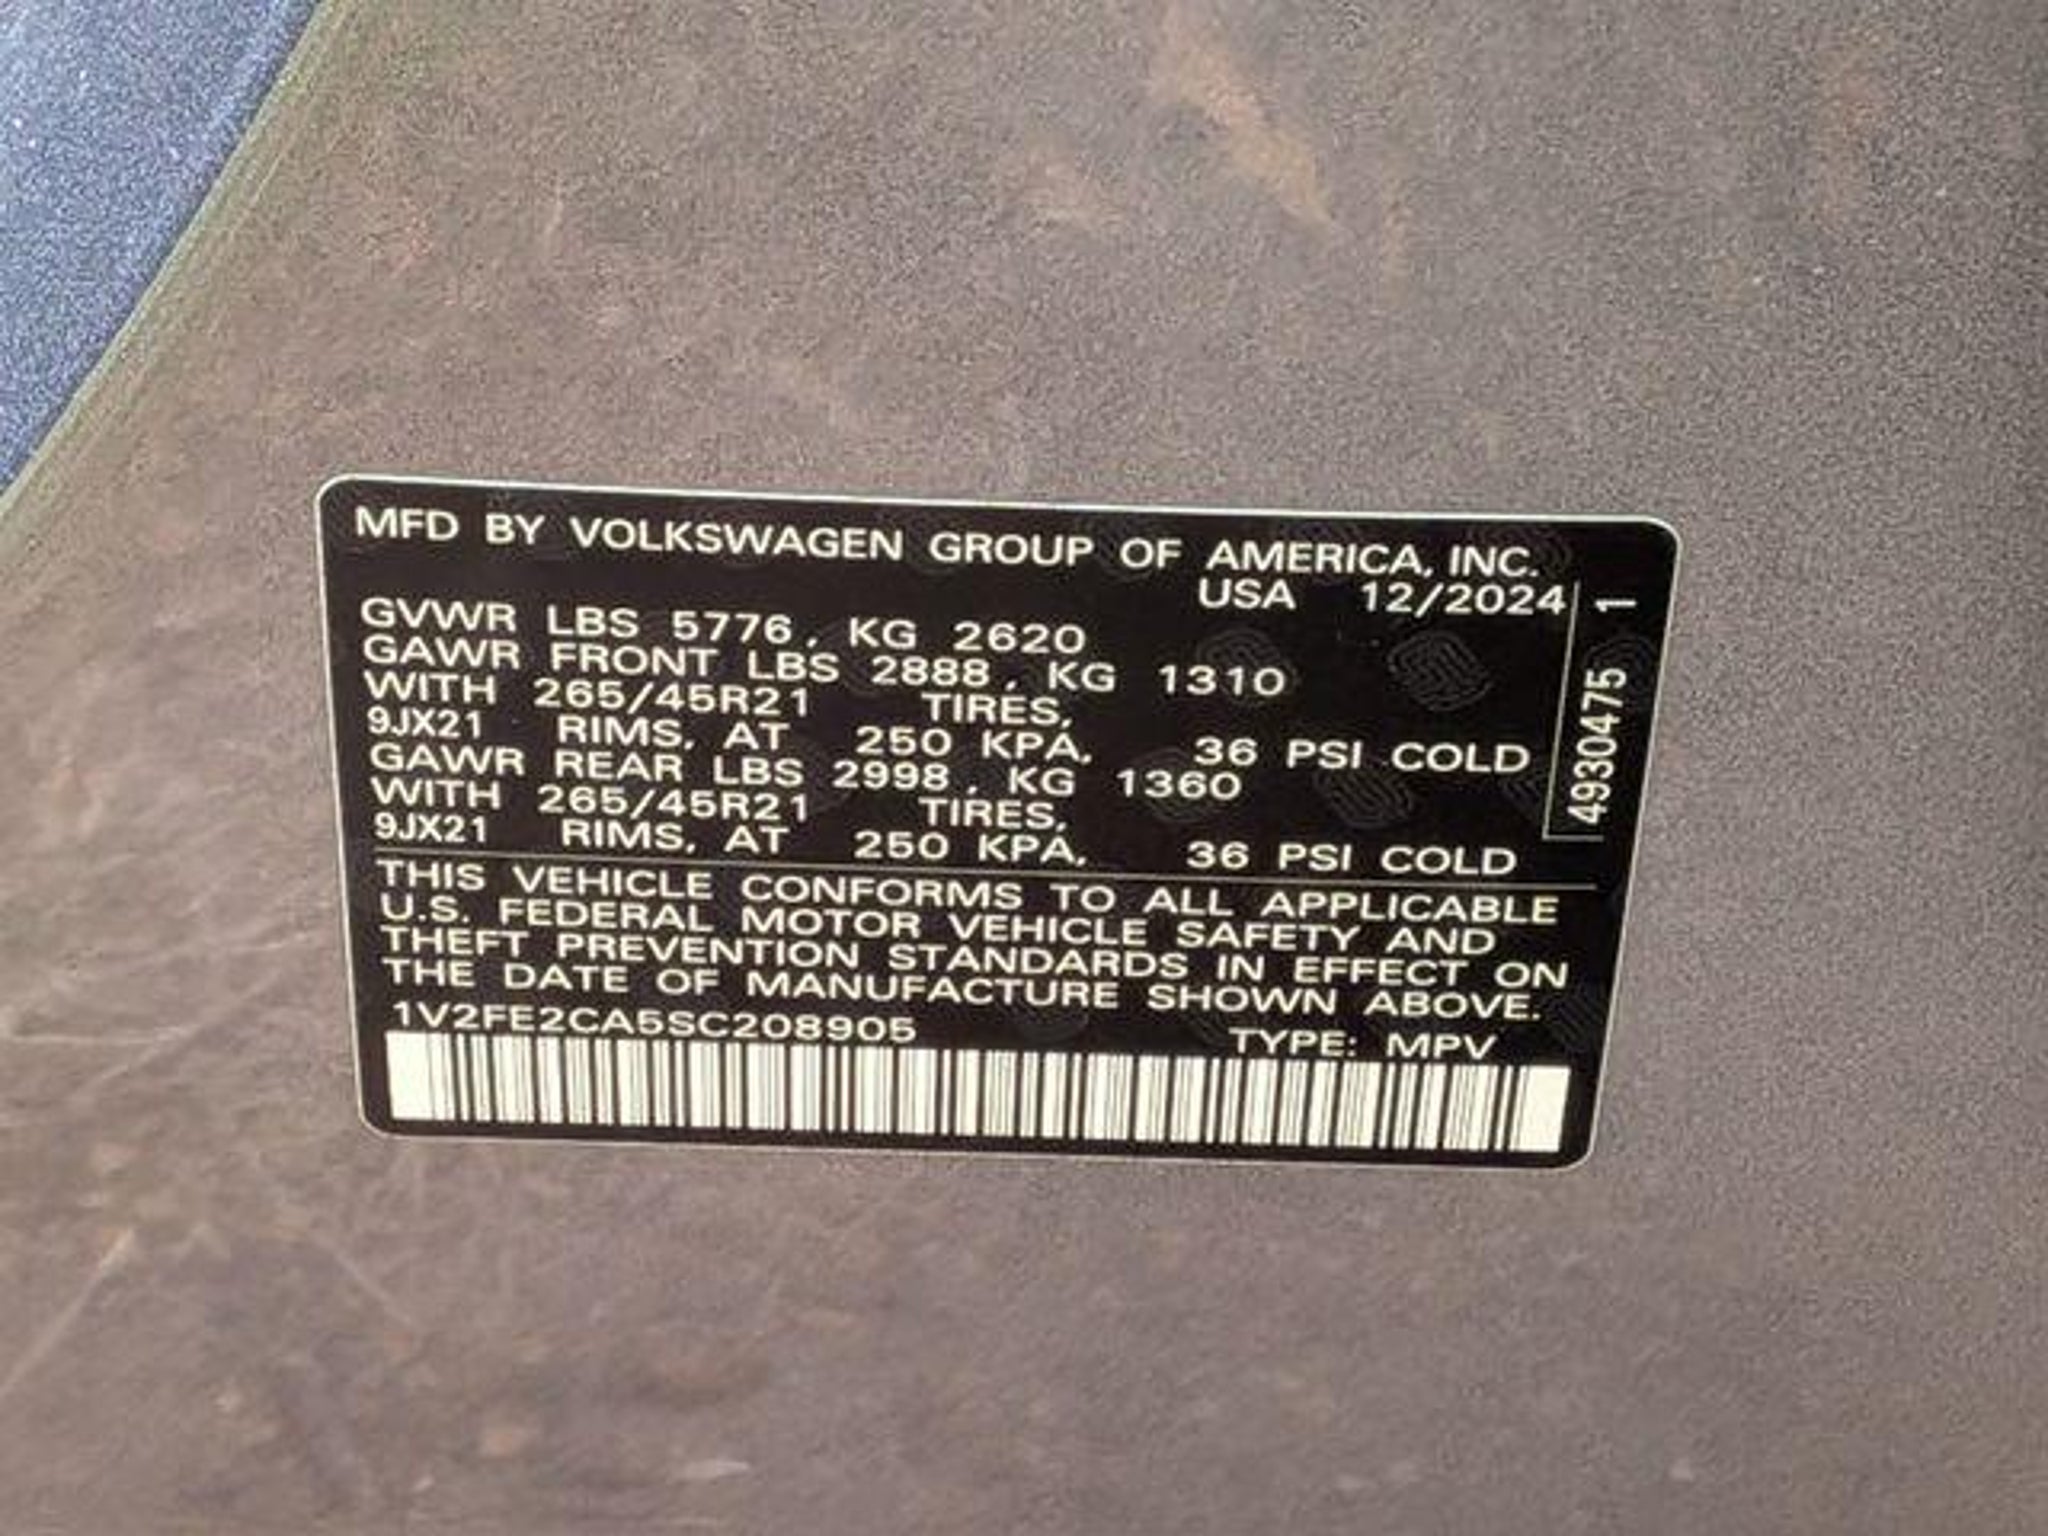 MFD BY VOLKSWAGEN GROUP OF AMERICA, INC.
USA 12/2024
GVWR LBS 5776, KG 2620
GAWR FRONT LBS 2888, KG 1310
WITH 265/45R21 TIRES,
9JX21 RIMS, AT 250 KPA, 36 PSI COLD
GAWR REAR LBS 2998, KG 1360
WITH 265/45R21 TIRES,
9JX21 RIMS, AT 250 KPA, 36 PSI COLD
THIS VEHICLE CONFORMS TO ALL APPLICABLE
U.S. FEDERAL MOTOR VEHICLE SAFETY AND
THEFT PREVENTION STANDARDS IN EFFECT ON
THE DATE OF MANUFACTURE SHOWN ABOVE.
1V2FE2CA5SC208905 TYPE: MPV
4930475 1